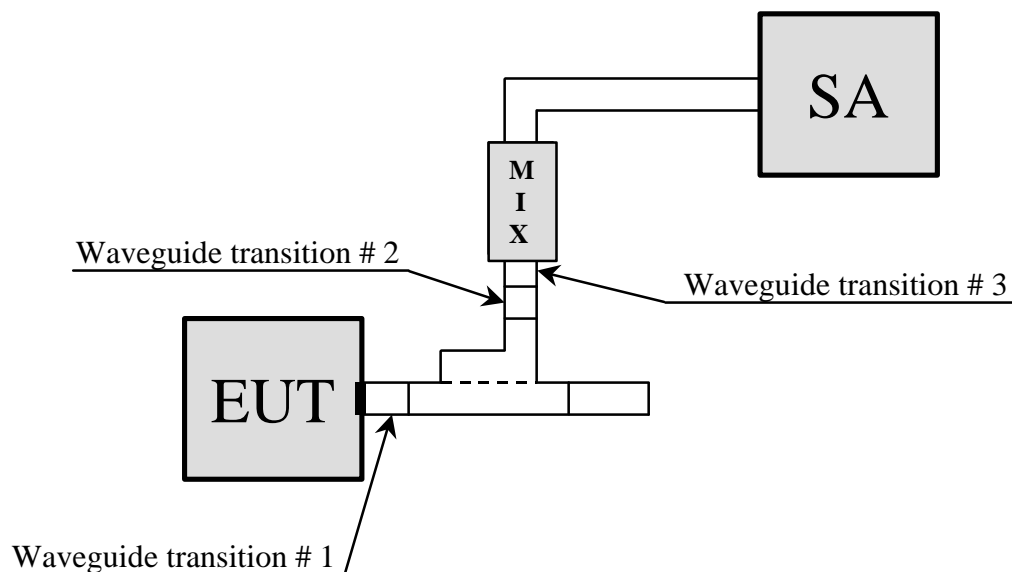 SA
M
I
X
Waveguide transition # 2
Waveguide transition # 3
EUT
Waveguide transition # 1